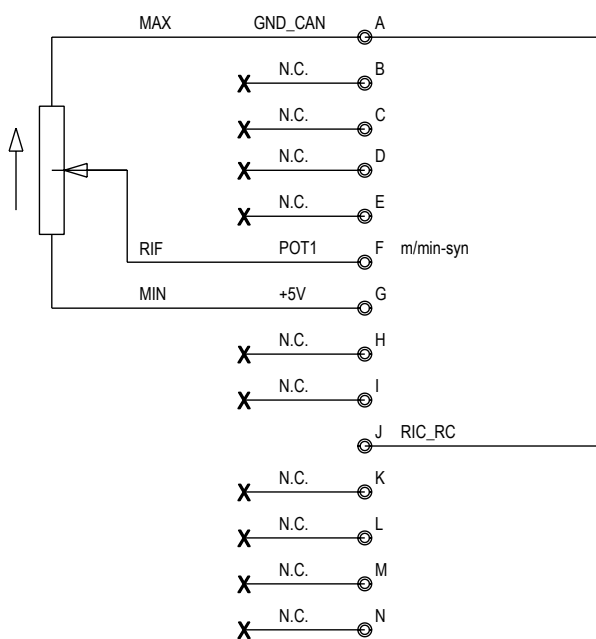 MAX GND_CAN A
N.C. B
N.C. C
N.C. D
N.C. E
RIF POT1 F m/min-syn
MIN +5V G
N.C. H
N.C. I
J RIC_RC
N.C. K
N.C. L
N.C. M
N.C. N